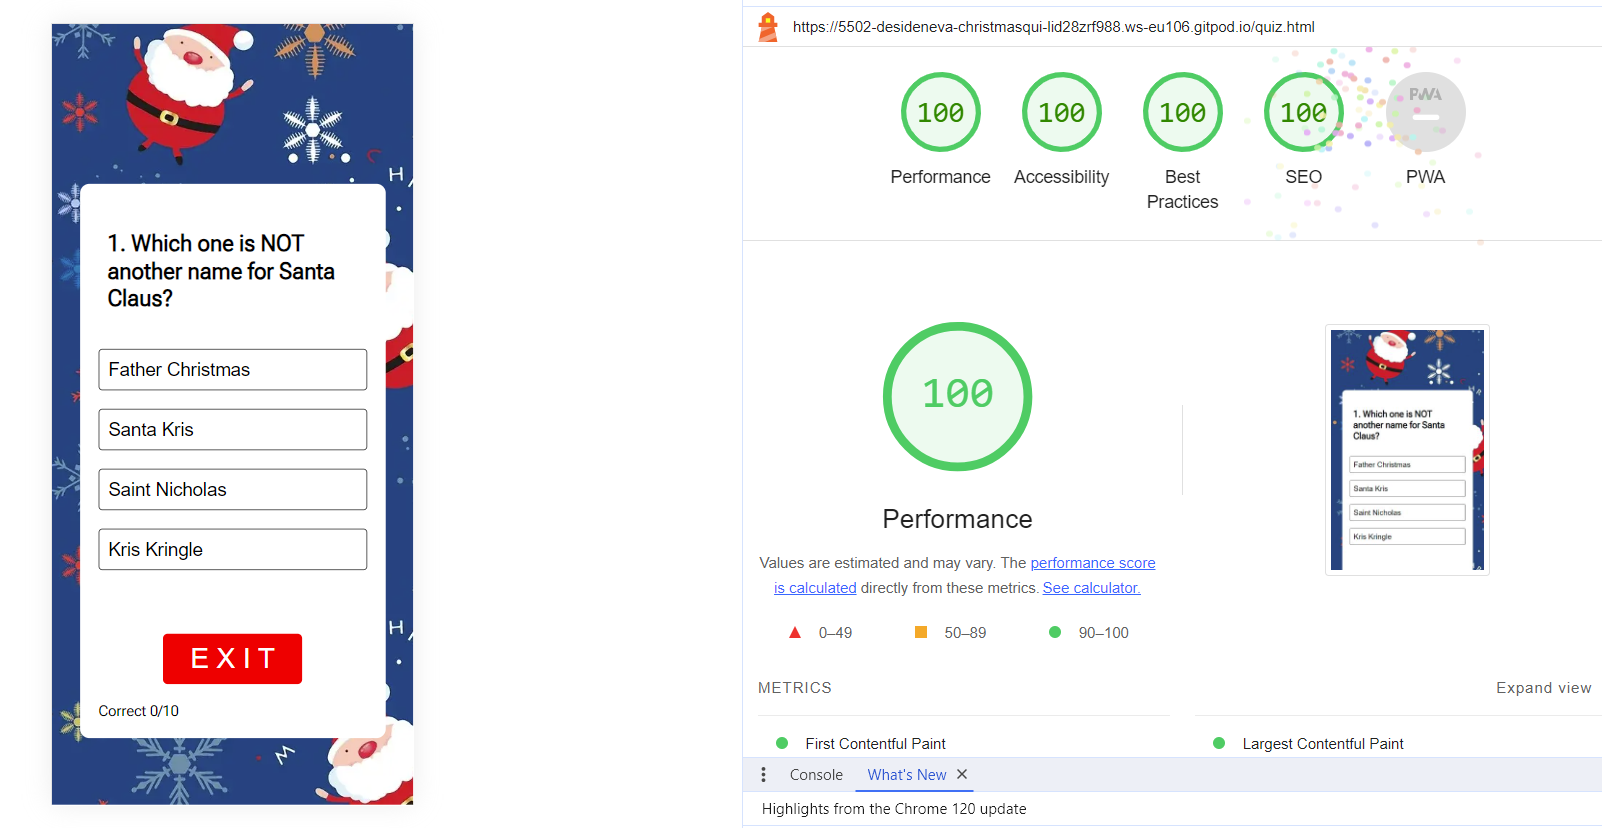 H
1. Which one is NOT
another name for Santa
Claus?
Father Christmas
Santa Kris
Saint Nicholas
Kris Kringle
H
EXIT
Correct 0/10
M
https://5502-desideneva-christmasqui-lid28zrf988.ws-eu106.gitpod.io/quiz.html
100 100 100 100 PWA
Performance Accessibility Best Practices SEO PWA
100
Performance
Values are estimated and may vary. The performance score
is calculated directly from these metrics. See calculator.
0–49 50–89 90–100
1. Which one is NOT
another name for Santa
Claus?
Father Christmas
Santa Kris
Saint Nicholas
Kris Kringle
METRICS Expand view
First Contentful Paint Largest Contentful Paint
Console What's New
Highlights from the Chrome 120 update